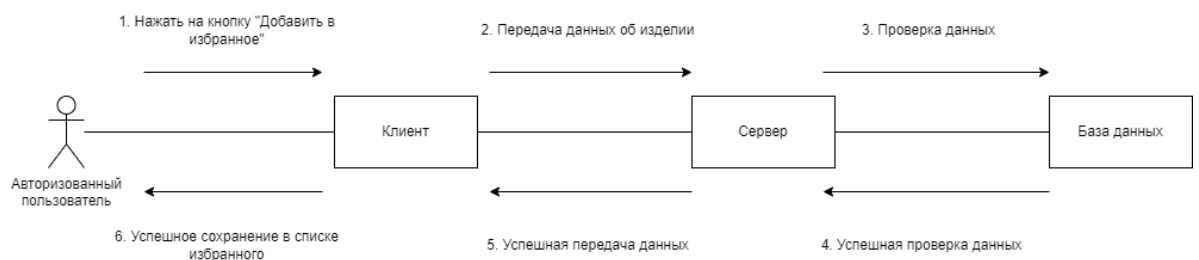 1. Нажать на кнопку "Добавить в
избранное"
2. Передача данных об изделии
3. Проверка данных
Клиент
Сервер
База данных
Авторизованный
пользователь
6. Успешное сохранение в списке
избранного
5. Успешная передача данных
4. Успешная проверка данных